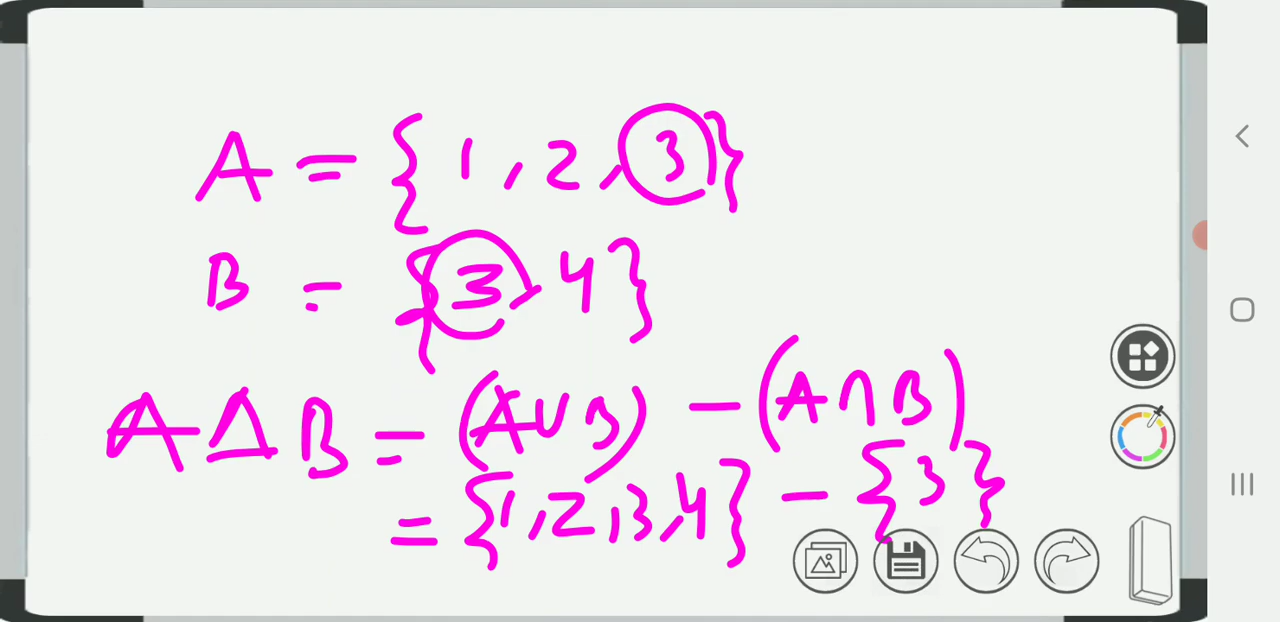 A = {1, 2, 3}
B = {3, 4}
A Δ B = (A ∪ B) − (A ∩ B)
= {1, 2, 3, 4} − {3}